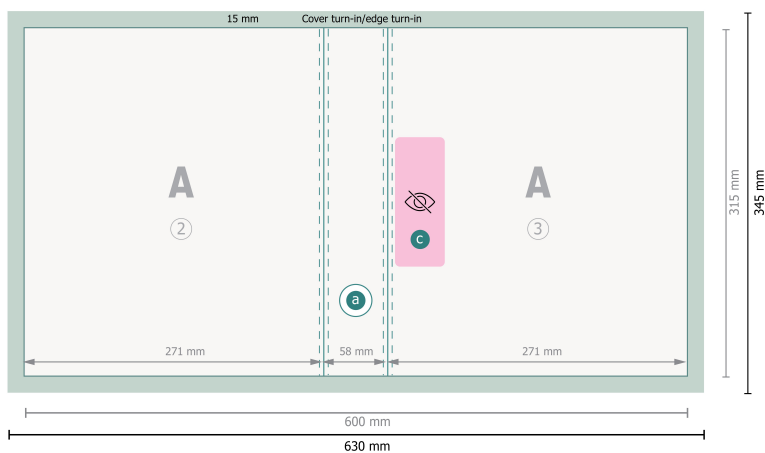 15 mm Cover turn-in/edge turn-in
A A
2 3
c
a
271 mm 58 mm 271 mm
315 mm
345 mm
600 mm
630 mm